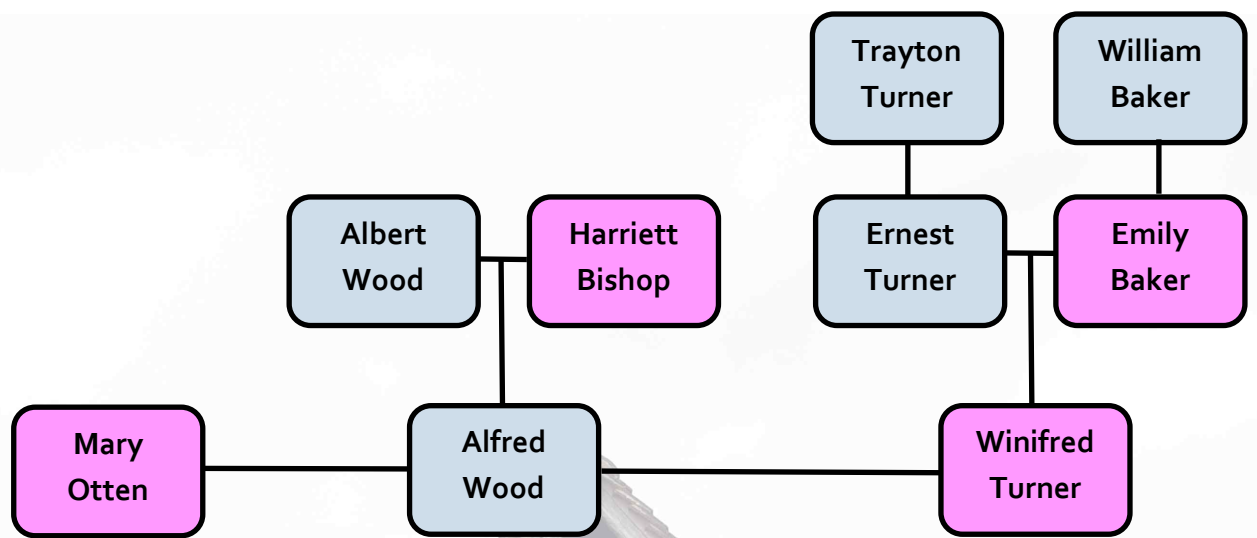 Trayton
Turner
William
Baker
Albert
Wood
Harriett
Bishop
Ernest
Turner
Emily
Baker
Mary
Otten
Alfred
Wood
Winifred
Turner